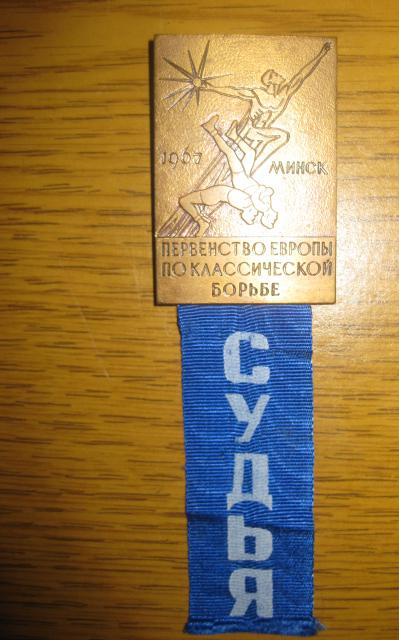 1967 МИНСК
ПЕРВЕНСТВО ЕВРОПЫ
ПО КЛАССИЧЕСКОЙ
БОРЬБЕ
СУДЬЯ